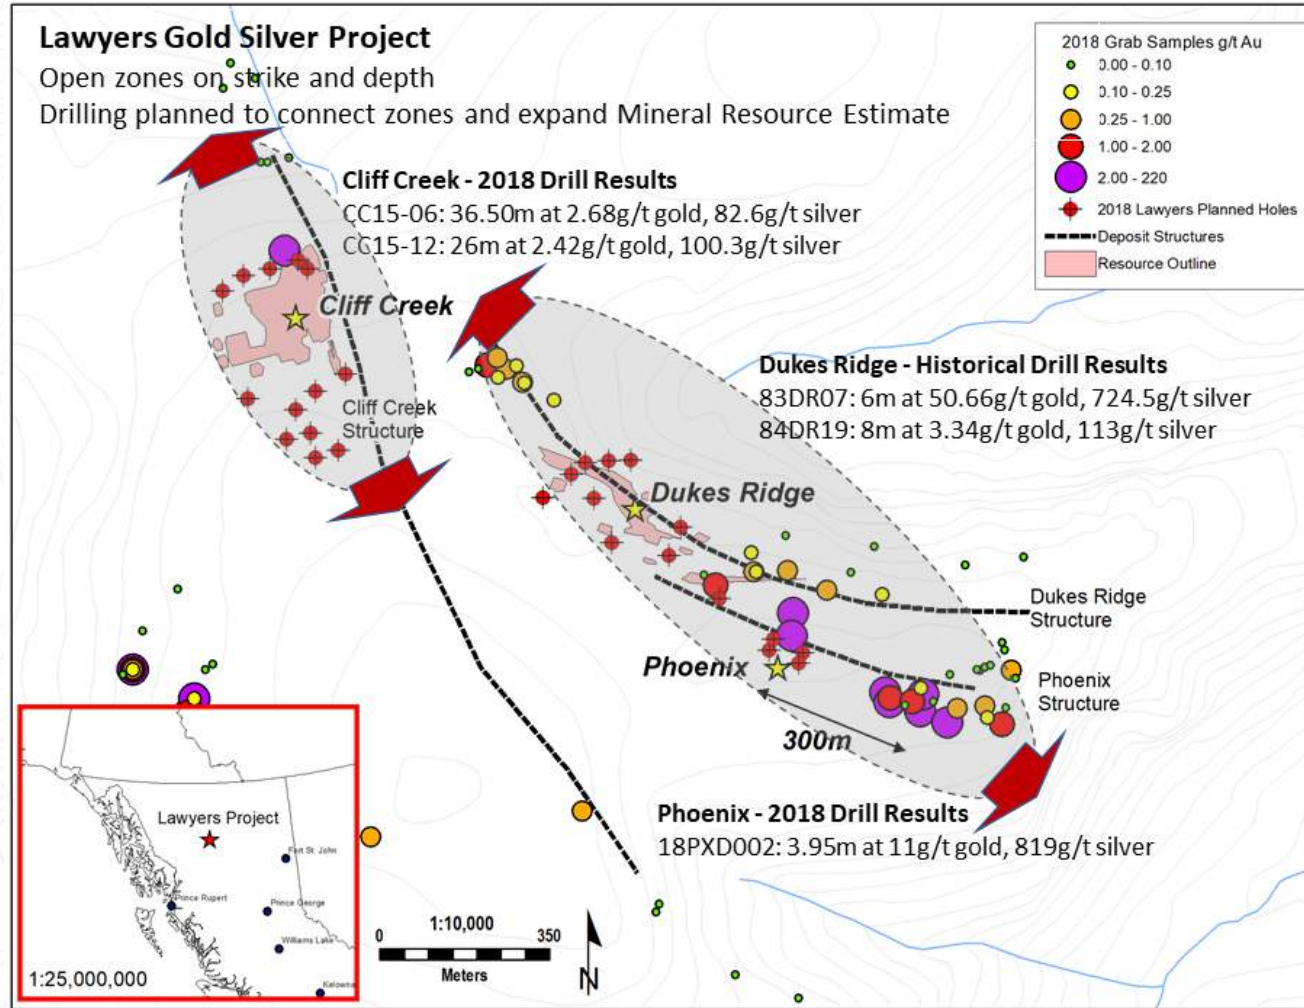 Lawyers Gold Silver Project
Open zones on strike and depth
Drilling planned to connect zones and expand Mineral Resource Estimate
2018 Grab Samples g/t Au
0.00 - 0.10
0.10 - 0.25
0.25 - 1.00
1.00 - 2.00
2.00 - 220
2018 Lawyers Planned Holes
Deposit Structures
Resource Outline
Cliff Creek - 2018 Drill Results
CC15-06: 36.50m at 2.68g/t gold, 82.6g/t silver
CC15-12: 26m at 2.42g/t gold, 100.3g/t silver
Cliff Creek
Cliff Creek
Structure
Dukes Ridge - Historical Drill Results
83DR07: 6m at 50.66g/t gold, 724.5g/t silver
84DR19: 8m at 3.34g/t gold, 113g/t silver
Dukes Ridge
Dukes Ridge
Structure
Phoenix
Phoenix
Structure
300m
Phoenix - 2018 Drill Results
18PXD002: 3.95m at 11g/t gold, 819g/t silver
Lawyers Project
Fort St. John
Prince Rupert
Prince George
Williams Lake
Kelowna
1:25,000,000
1:10,000
0 350
Meters
N